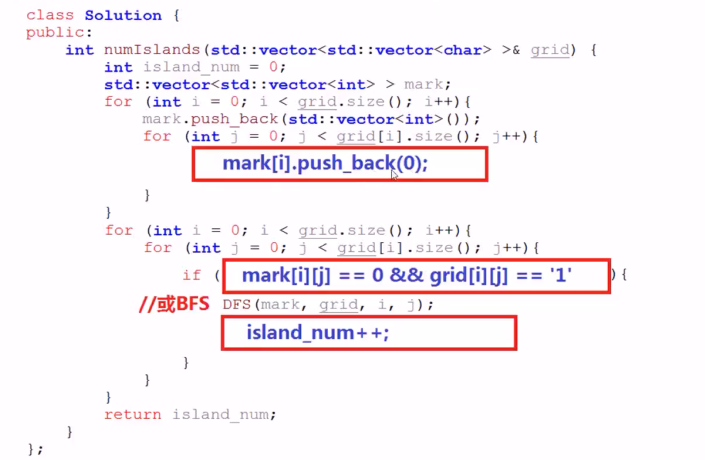 class Solution {
public:
int numIslands(std::vector<std::vector<char> >& grid) {
int island_num = 0;
std::vector<std::vector<int> > mark;
for (int i = 0; i < grid.size(); i++){
mark.push_back(std::vector<int>());
for (int j = 0; j < grid[i].size(); j++){
mark[i].push_back(0);
}
}
for (int i = 0; i < grid.size(); i++){
for (int j = 0; j < grid[i].size(); j++){
if ( mark[i][j] == 0 && grid[i][j] == '1' ){
//或BFS DFS(mark, grid, i, j);
island_num++;
}
}
}
return island_num;
}
};